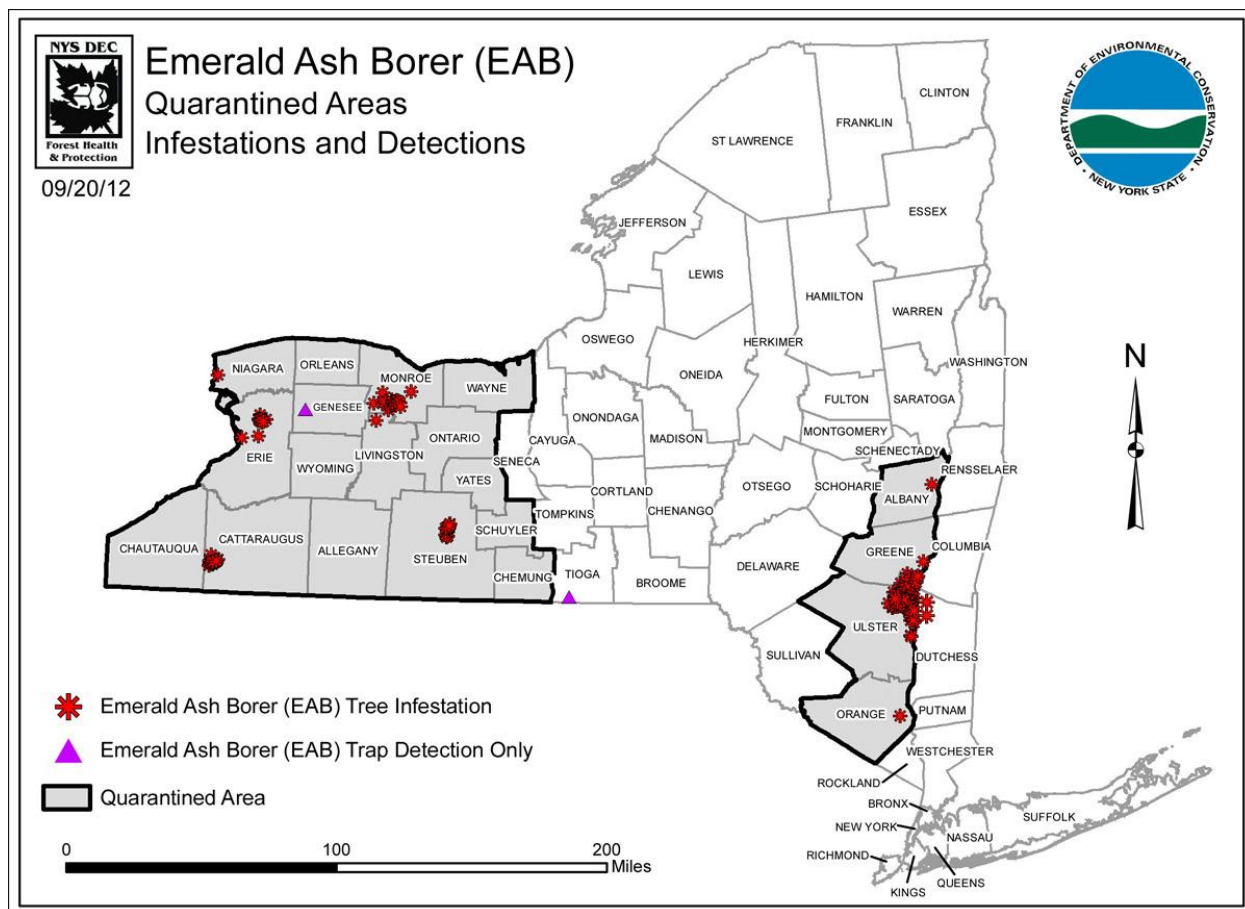 NYS DEC
Forest Health
& Protection
09/20/12
Emerald Ash Borer (EAB)
Quarantined Areas
Infestations and Detections
DEPARTMENT OF ENVIRONMENTAL CONSERVATION
• NEW YORK STATE •
CLINTON
FRANKLIN
ST LAWRENCE
ESSEX
JEFFERSON
LEWIS
HAMILTON
WARREN
OSWEGO
HERKIMER
WASHINGTON
ONEIDA
NIAGARA
ORLEANS
MONROE
WAYNE
GENESEE
FULTON
SARATOGA
ONONDAGA
MONTGOMERY
CAYUGA
MADISON
ONTARIO
SCHENECTADY
ERIE
WYOMING
LIVINGSTON
SENECA
RENSSELAER
YATES
OTSEGO
SCHOHARIE
ALBANY
CORTLAND
TOMPKINS
CHENANGO
SCHUYLER
CHAUTAUQUA
CATTARAUGUS
ALLEGANY
STEUBEN
GREENE
COLUMBIA
CHEMUNG
TIOGA
BROOME
DELAWARE
ULSTER
SULLIVAN
DUTCHESS
ORANGE
PUTNAM
WESTCHESTER
ROCKLAND
BRONX
NEW YORK
SUFFOLK
NASSAU
RICHMOND
QUEENS
KINGS
N
Emerald Ash Borer (EAB) Tree Infestation
Emerald Ash Borer (EAB) Trap Detection Only
Quarantined Area
0 100 200
Miles